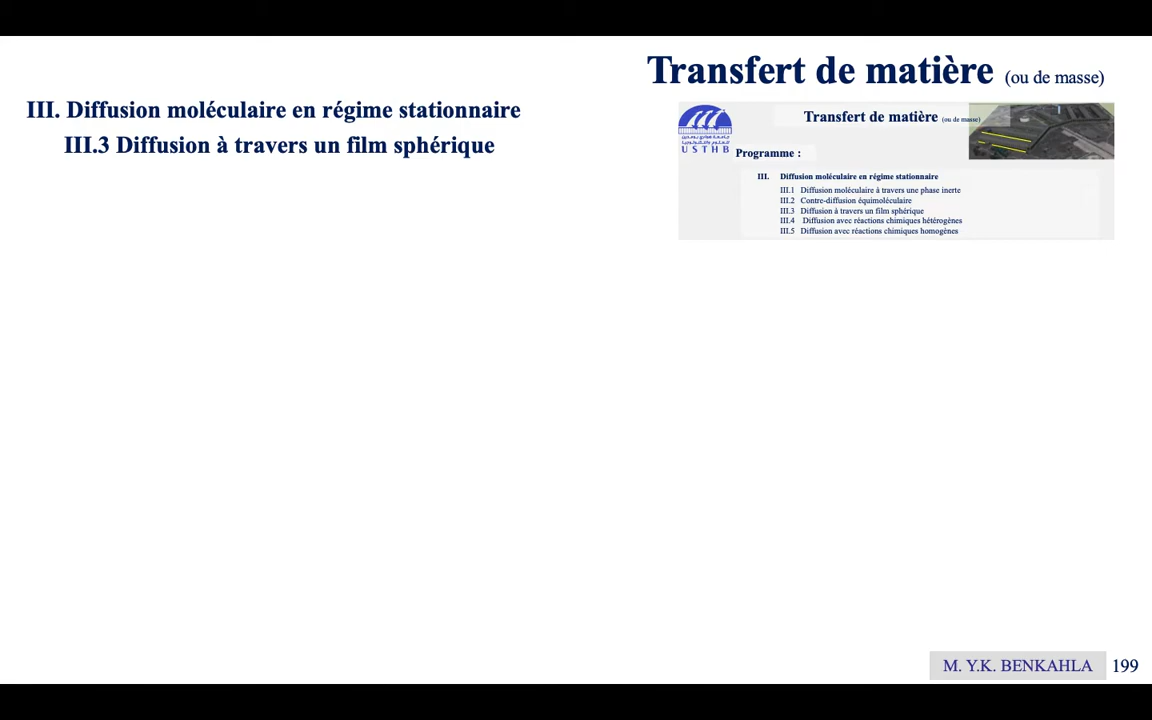 Transfert de matière (ou de masse)
III. Diffusion moléculaire en régime stationnaire
III.3 Diffusion à travers un film sphérique
Transfert de matière (ou de masse)
USTHB
Programme :
III. Diffusion moléculaire en régime stationnaire
III.1 Diffusion moléculaire à travers une phase inerte
III.2 Contre-diffusion équimoléculaire
III.3 Diffusion à travers un film sphérique
III.4 Diffusion avec réactions chimiques hétérogènes
III.5 Diffusion avec réactions chimiques homogènes
M. Y.K. BENKAHLA 199